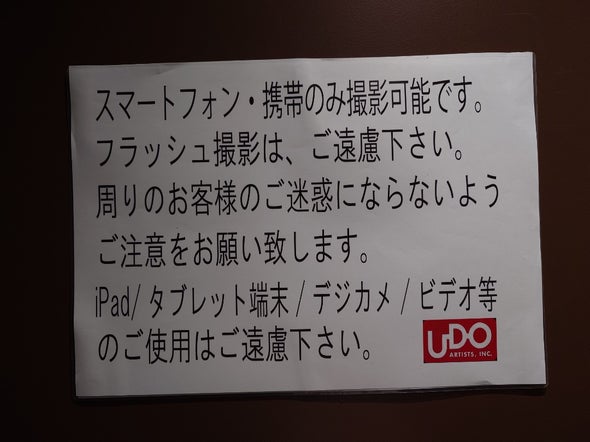 スマートフォン・携帯のみ撮影可能です。
フラッシュ撮影は、ご遠慮下さい。
周りのお客様のご迷惑にならないよう
ご注意をお願い致します。
iPad/タブレット端末/デジカメ/ビデオ等
のご使用はご遠慮下さい。
UDO
ARTISTS, INC.